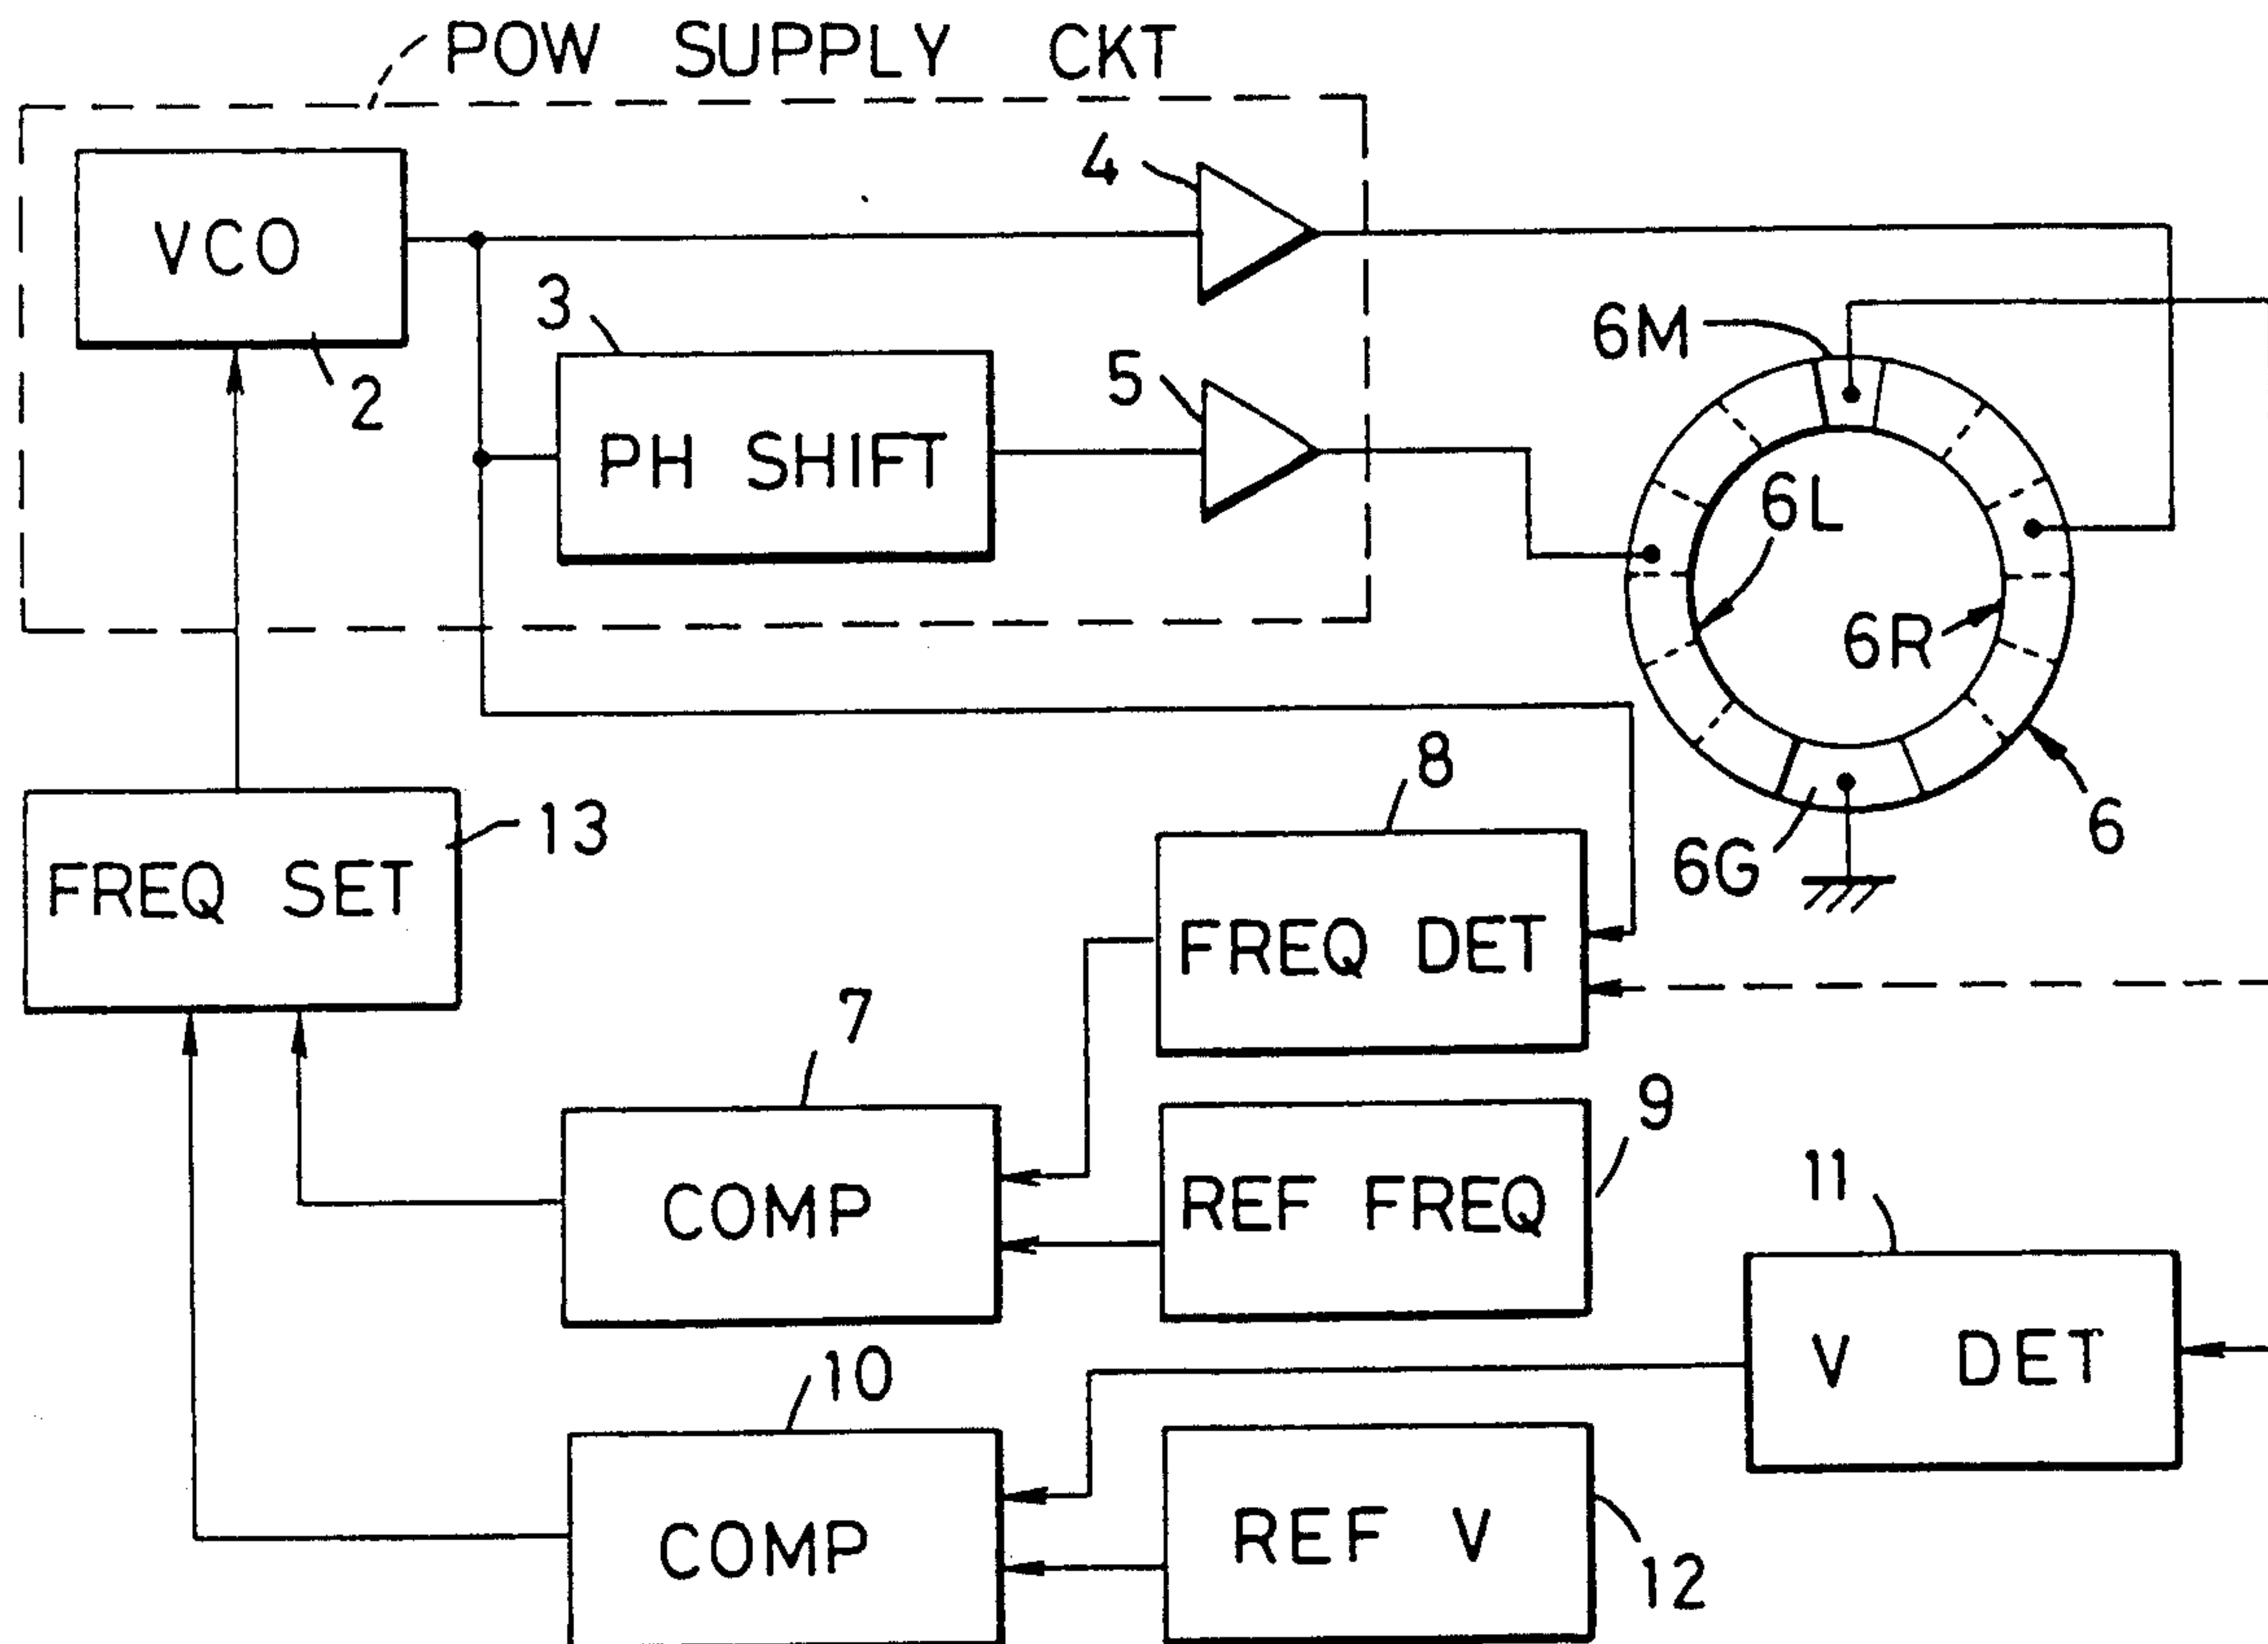 POW SUPPLY CKT
4
VCO
3
6M
5
2
PH SHIFT
6L
6R
8
13
6
FREQ SET
6G
FREQ DET
7
9
11
COMP
REF FREQ
10
V DET
COMP
REF V
12